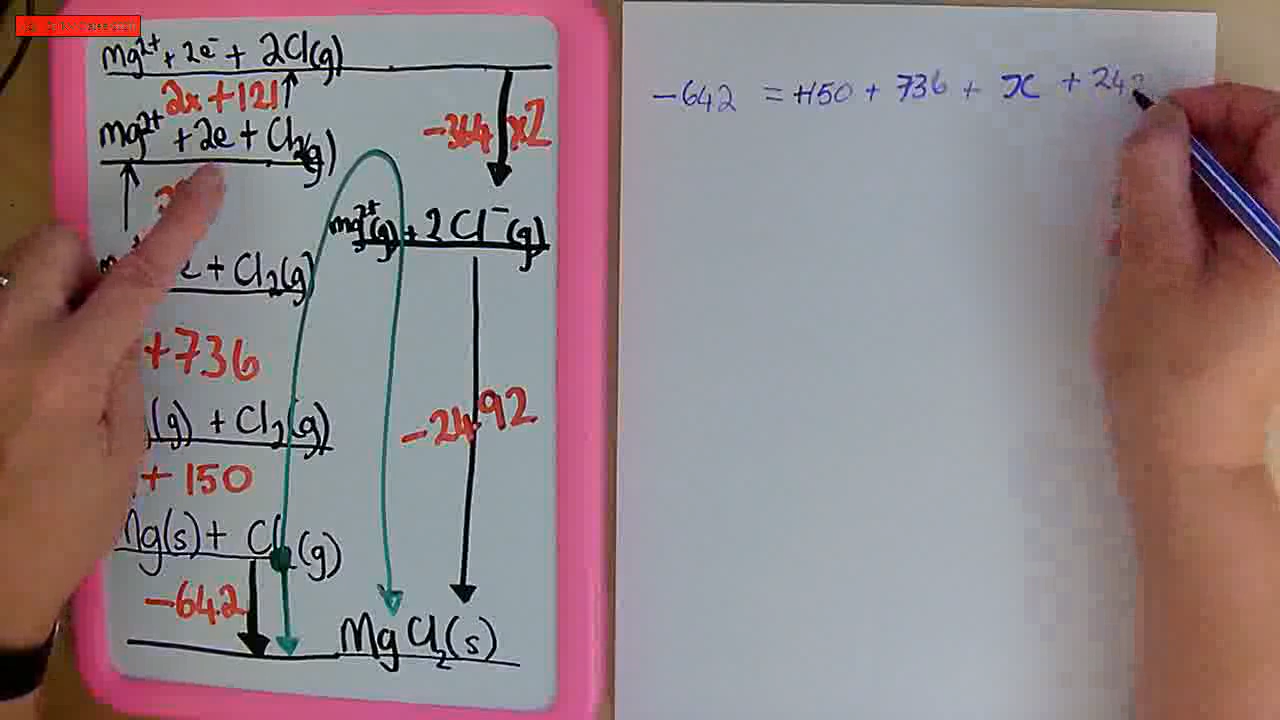 Mg²⁺ + 2e⁻ + 2Cl(g)
2x +121
Mg²⁺ + 2e + Cl₂(g)
-364 x2
Mg²⁺(g) + 2Cl⁻(g)
+ Cl₂(g)
+736
(g) + Cl₂(g)
-2492
+ 150
Mg(s) + Cl₂(g)
-642
MgCl₂(s)
-642 = +150 + 736 + x + 242